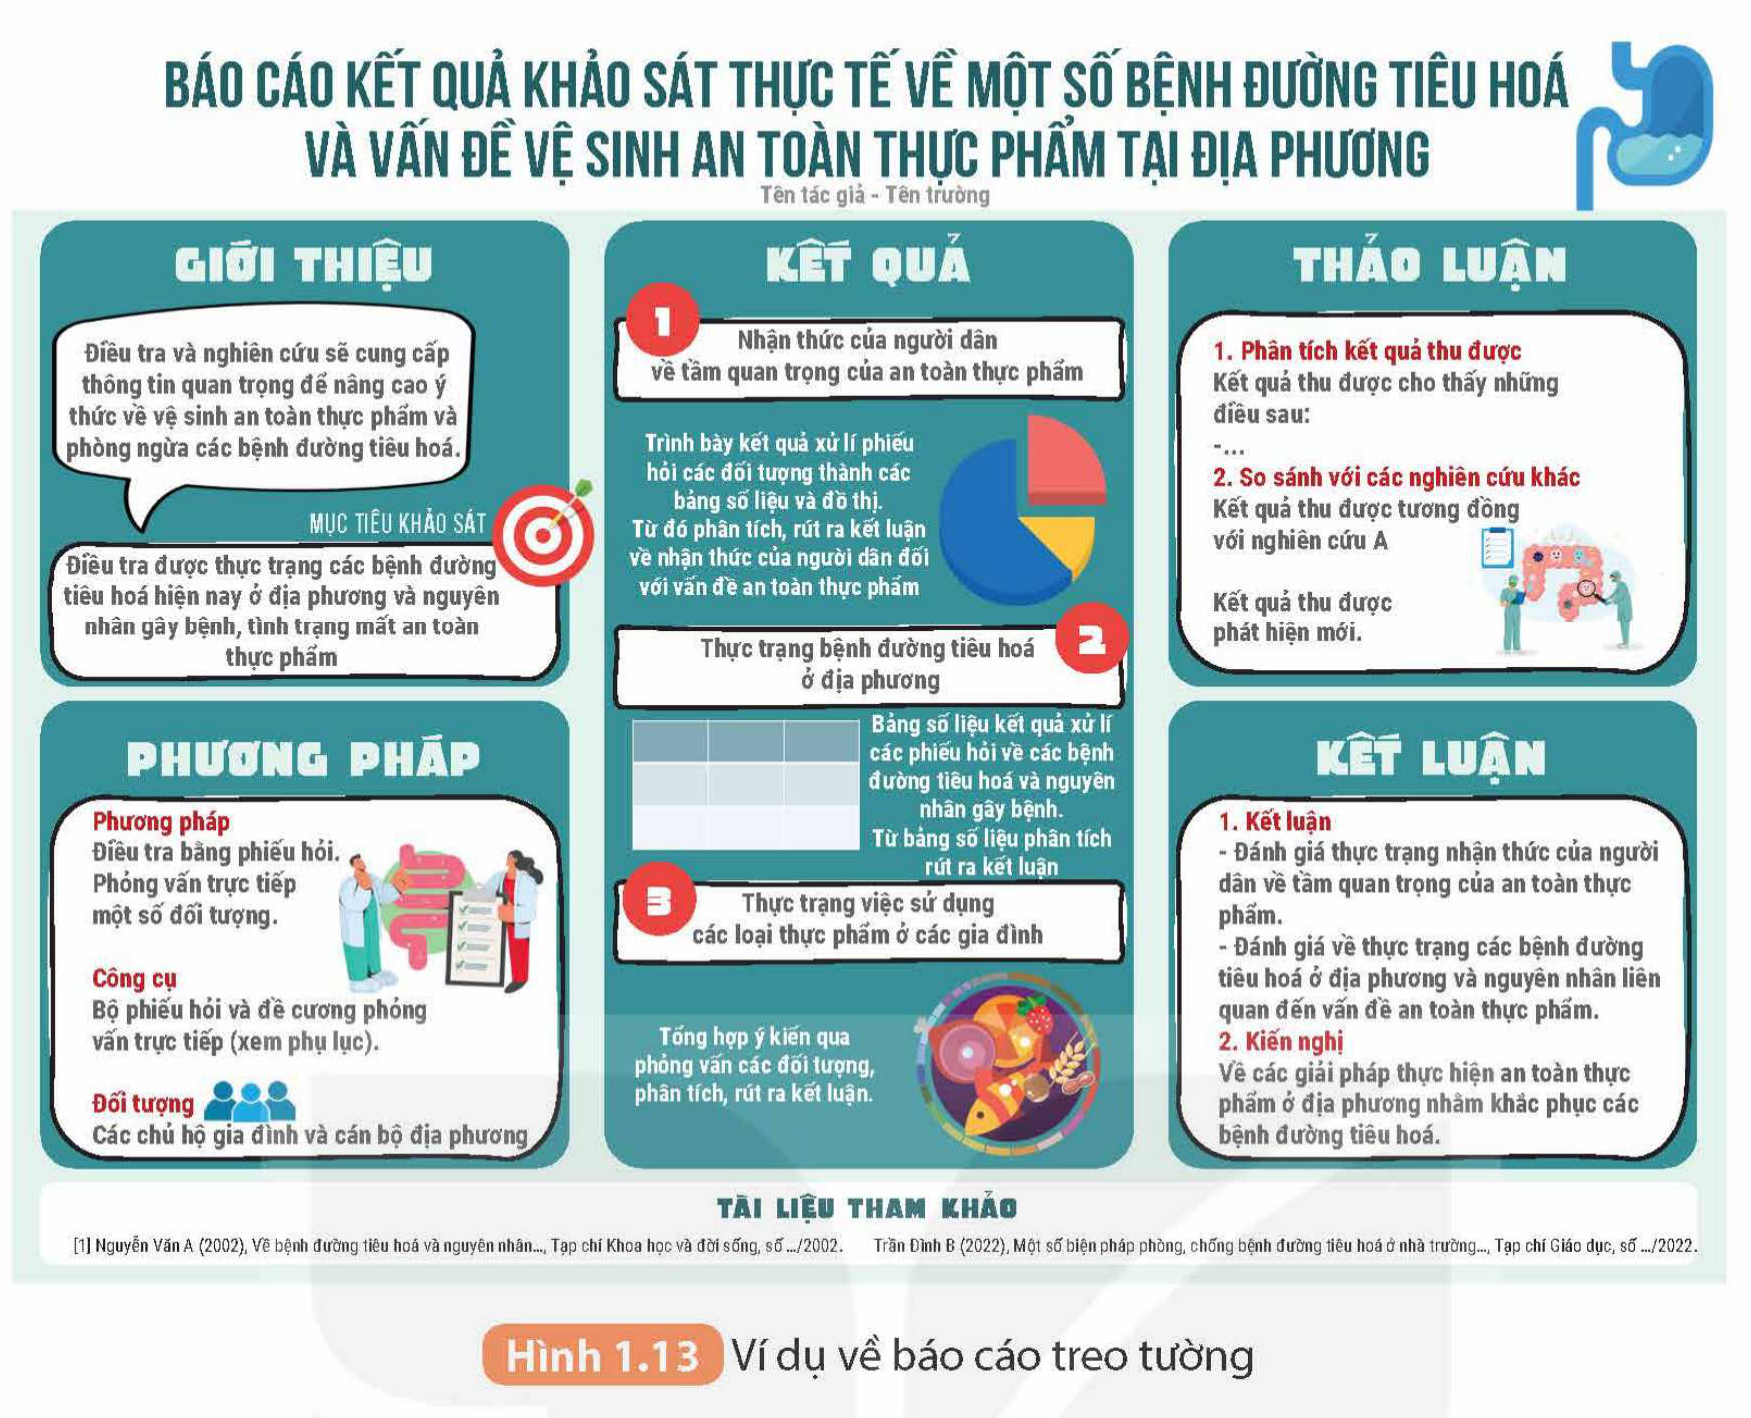 BÁO CÁO KẾT QUẢ KHẢO SÁT THỰC TẾ VỀ MỘT SỐ BỆNH ĐƯỜNG TIÊU HOÁ
VÀ VẤN ĐỀ VỆ SINH AN TOÀN THỰC PHẨM TẠI ĐỊA PHƯƠNG
Tên tác giả - Tên trường
GIỚI THIỆU
Điều tra và nghiên cứu sẽ cung cấp
thông tin quan trọng để nâng cao ý
thức về vệ sinh an toàn thực phẩm và
phòng ngừa các bệnh đường tiêu hoá.
MỤC TIÊU KHẢO SÁT
Điều tra được thực trạng các bệnh đường
tiêu hoá hiện nay ở địa phương và nguyên
nhân gây bệnh, tình trạng mất an toàn
thực phẩm
PHƯƠNG PHÁP
Phương pháp
Điều tra bằng phiếu hỏi.
Phỏng vấn trực tiếp
một số đối tượng.
Công cụ
Bộ phiếu hỏi và đề cương phỏng
vấn trực tiếp (xem phụ lục).
Đối tượng
Các chủ hộ gia đình và cán bộ địa phương
KẾT QUẢ
1
Nhận thức của người dân
về tầm quan trọng của an toàn thực phẩm
Trình bày kết quả xử lí phiếu
hỏi các đối tượng thành các
bảng số liệu và đồ thị.
Từ đó phân tích, rút ra kết luận
về nhận thức của người dân đối
với vấn đề an toàn thực phẩm
2
Thực trạng bệnh đường tiêu hoá
ở địa phương
Bảng số liệu kết quả xử lí
các phiếu hỏi về các bệnh
đường tiêu hoá và nguyên
nhân gây bệnh.
Từ bảng số liệu phân tích
rút ra kết luận
3
Thực trạng việc sử dụng
các loại thực phẩm ở các gia đình
Tổng hợp ý kiến qua
phỏng vấn các đối tượng,
phân tích, rút ra kết luận.
THẢO LUẬN
1. Phân tích kết quả thu được
Kết quả thu được cho thấy những
điều sau:
-...
2. So sánh với các nghiên cứu khác
Kết quả thu được tương đồng
với nghiên cứu A
Kết quả thu được
phát hiện mới.
KẾT LUẬN
1. Kết luận
- Đánh giá thực trạng nhận thức của người
dân về tầm quan trọng của an toàn thực
phẩm.
- Đánh giá về thực trạng các bệnh đường
tiêu hoá ở địa phương và nguyên nhân liên
quan đến vấn đề an toàn thực phẩm.
2. Kiến nghị
Về các giải pháp thực hiện an toàn thực
phẩm ở địa phương nhằm khắc phục các
bệnh đường tiêu hoá.
TÀI LIỆU THAM KHẢO
[1] Nguyễn Văn A (2002), Về bệnh đường tiêu hoá và nguyên nhân..., Tạp chí Khoa học và đời sống, số .../2002. Trần Đình B (2022), Một số biện pháp phòng, chống bệnh đường tiêu hoá ở nhà trường..., Tạp chí Giáo dục, số .../2022.
Hình 1.13 Ví dụ về báo cáo treo tường